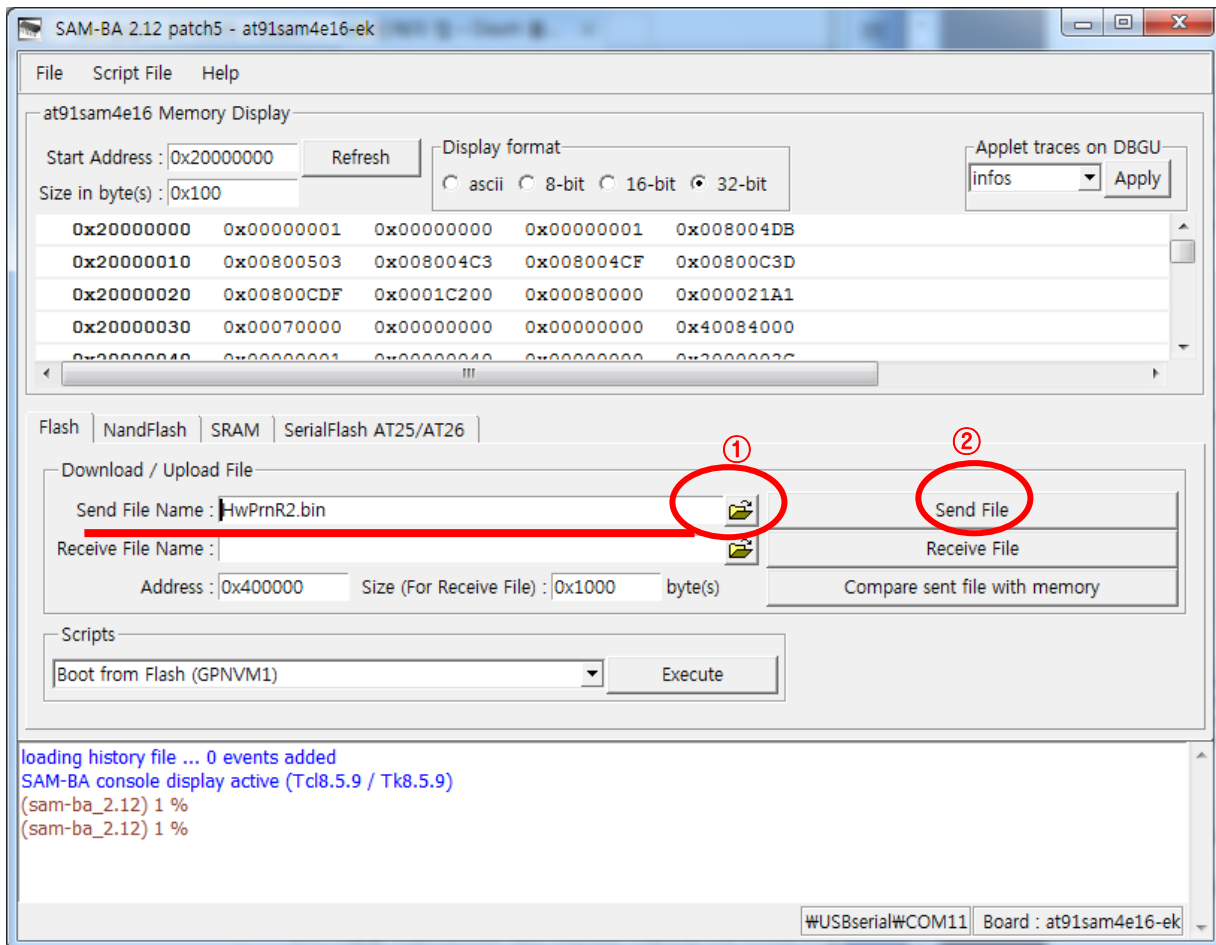 SAM-BA 2.12 patch5 - at91sam4e16-ek
File Script File Help
at91sam4e16 Memory Display
Start Address : 0x20000000 Refresh
Size in byte(s) : 0x100
Display format
ascii 8-bit 16-bit 32-bit
Applet traces on DBGU
infos Apply
0x20000000 0x00000001 0x00000000 0x00000001 0x008004DB
0x20000010 0x00800503 0x008004C3 0x008004CF 0x00800C3D
0x20000020 0x00800CDF 0x0001C200 0x00080000 0x000021A1
0x20000030 0x00070000 0x00000000 0x00000000 0x40084000
0x20000040 0x00000001 0x00000040 0x00000000 0x2000003C
Flash NandFlash SRAM SerialFlash AT25/AT26
① ②
Download / Upload File
Send File Name : HwPrnR2.bin Send File
Receive File Name : Receive File
Address : 0x400000 Size (For Receive File) : 0x1000 byte(s) Compare sent file with memory
Scripts
Boot from Flash (GPNVM1) Execute
loading history file ... 0 events added
SAM-BA console display active (Tcl8.5.9 / Tk8.5.9)
(sam-ba_2.12) 1 %
(sam-ba_2.12) 1 %
₩USBserial₩COM11 Board : at91sam4e16-ek